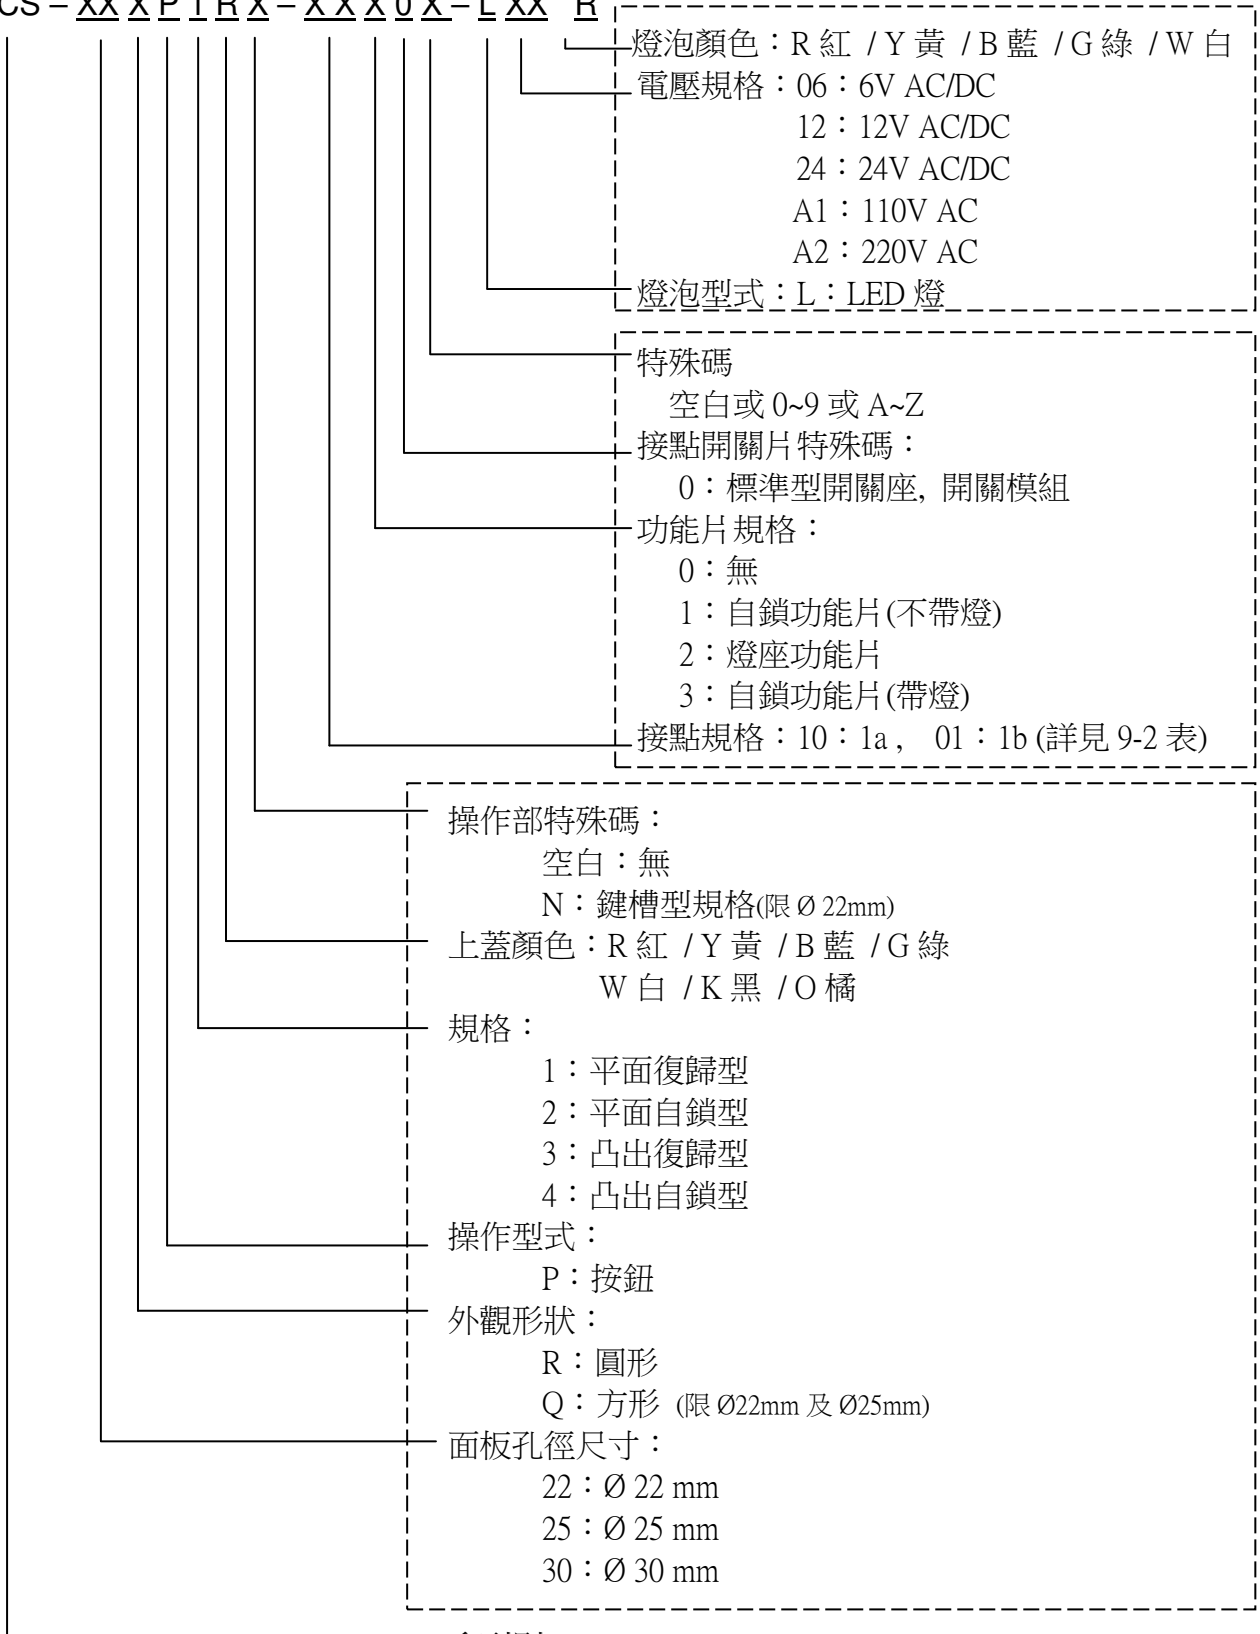 CS – XX X P 1 R X – X X X 0 X – L XX R
燈泡顏色：R 紅 / Y 黃 / B 藍 / G 綠 / W 白
電壓規格：06：6V AC/DC
12：12V AC/DC
24：24V AC/DC
A1：110V AC
A2：220V AC
燈泡型式：L：LED 燈
特殊碼
空白或 0~9 或 A~Z
接點開關片特殊碼：
0：標準型開關座, 開關模組
功能片規格：
0：無
1：自鎖功能片(不帶燈)
2：燈座功能片
3：自鎖功能片(帶燈)
接點規格：10：1a , 01：1b (詳見 9-2 表)
操作部特殊碼：
空白：無
N：鍵槽型規格(限 Ø 22mm)
上蓋顏色：R 紅 / Y 黃 / B 藍 / G 綠
W 白 / K 黑 / O 橘
規格：
1：平面復歸型
2：平面自鎖型
3：凸出復歸型
4：凸出自鎖型
操作型式：
P：按鈕
外觀形狀：
R：圓形
Q：方形 (限 Ø22mm 及 Ø25mm)
面板孔徑尺寸：
22：Ø 22 mm
25：Ø 25 mm
30：Ø 30 mm